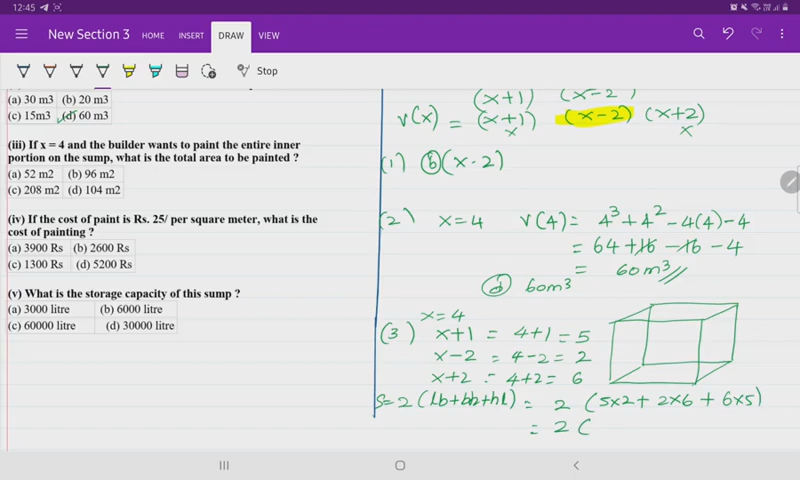 12:45
New Section 3 HOME INSERT DRAW VIEW
Stop
(a) 30 m3 (b) 20 m3
(c) 15m3 (d) 60 m3
(iii) If x = 4 and the builder wants to paint the entire inner
portion on the sump, what is the total area to be painted ?
(a) 52 m2 (b) 96 m2
(c) 208 m2 (d) 104 m2
(iv) If the cost of paint is Rs. 25/ per square meter, what is the
cost of painting ?
(a) 3900 Rs (b) 2600 Rs
(c) 1300 Rs (d) 5200 Rs
(v) What is the storage capacity of this sump ?
(a) 3000 litre (b) 6000 litre
(c) 60000 litre (d) 30000 litre
(x+1) (x-2)
v(x) = (x+1) (x-2) (x+2)
x x
(1) (b) (x-2)
(2) x=4 v(4) = 4³+4²-4(4)-4
= 64+16-16-4
= 60m³
(d) 60m³
x=4
(3) x+1 = 4+1 = 5
x-2 = 4-2 = 2
x+2 = 4+2 = 6
S=2(lb+bh+hl) = 2 (5x2+2x6+6x5)
= 2 (